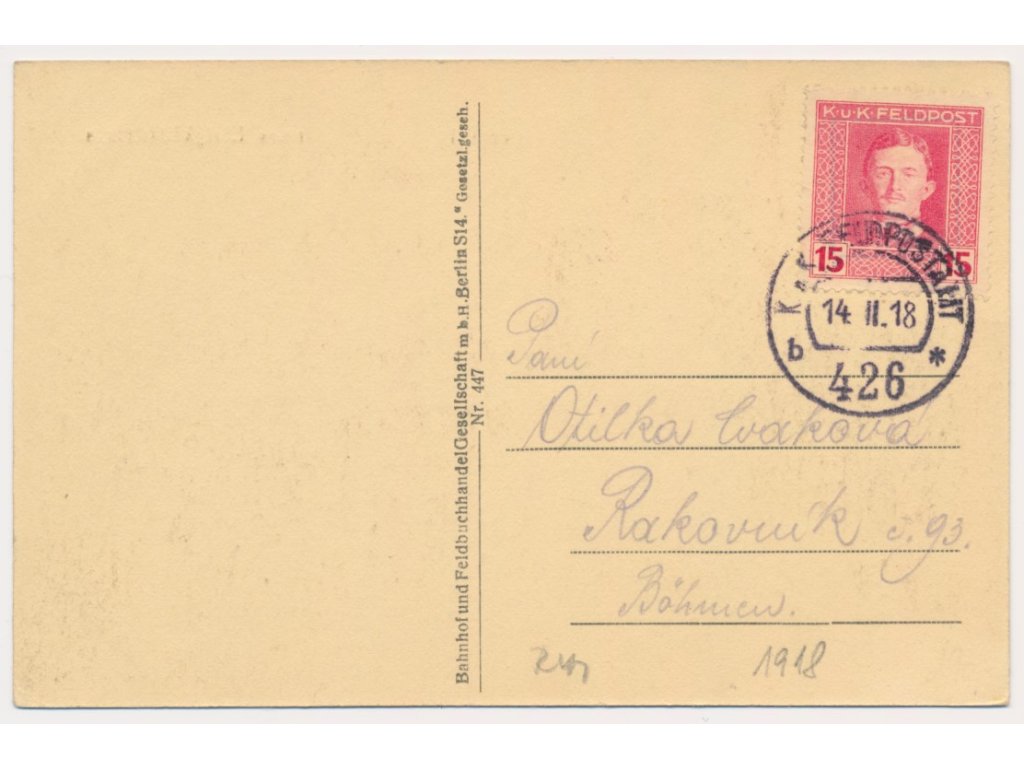 Bahnhof und Feldbuchhandel Gesellschaft m b.H. Berlin S14." Gesetzl. gesch.
Nr. 447
K.u.K. FELDPOST
15 15
K.u.K. FELDPOSTAMT
14 II. 18
b *
426
Paní
Otilka Cvaková
Rakovník č. 93.
Böhmen.
1918